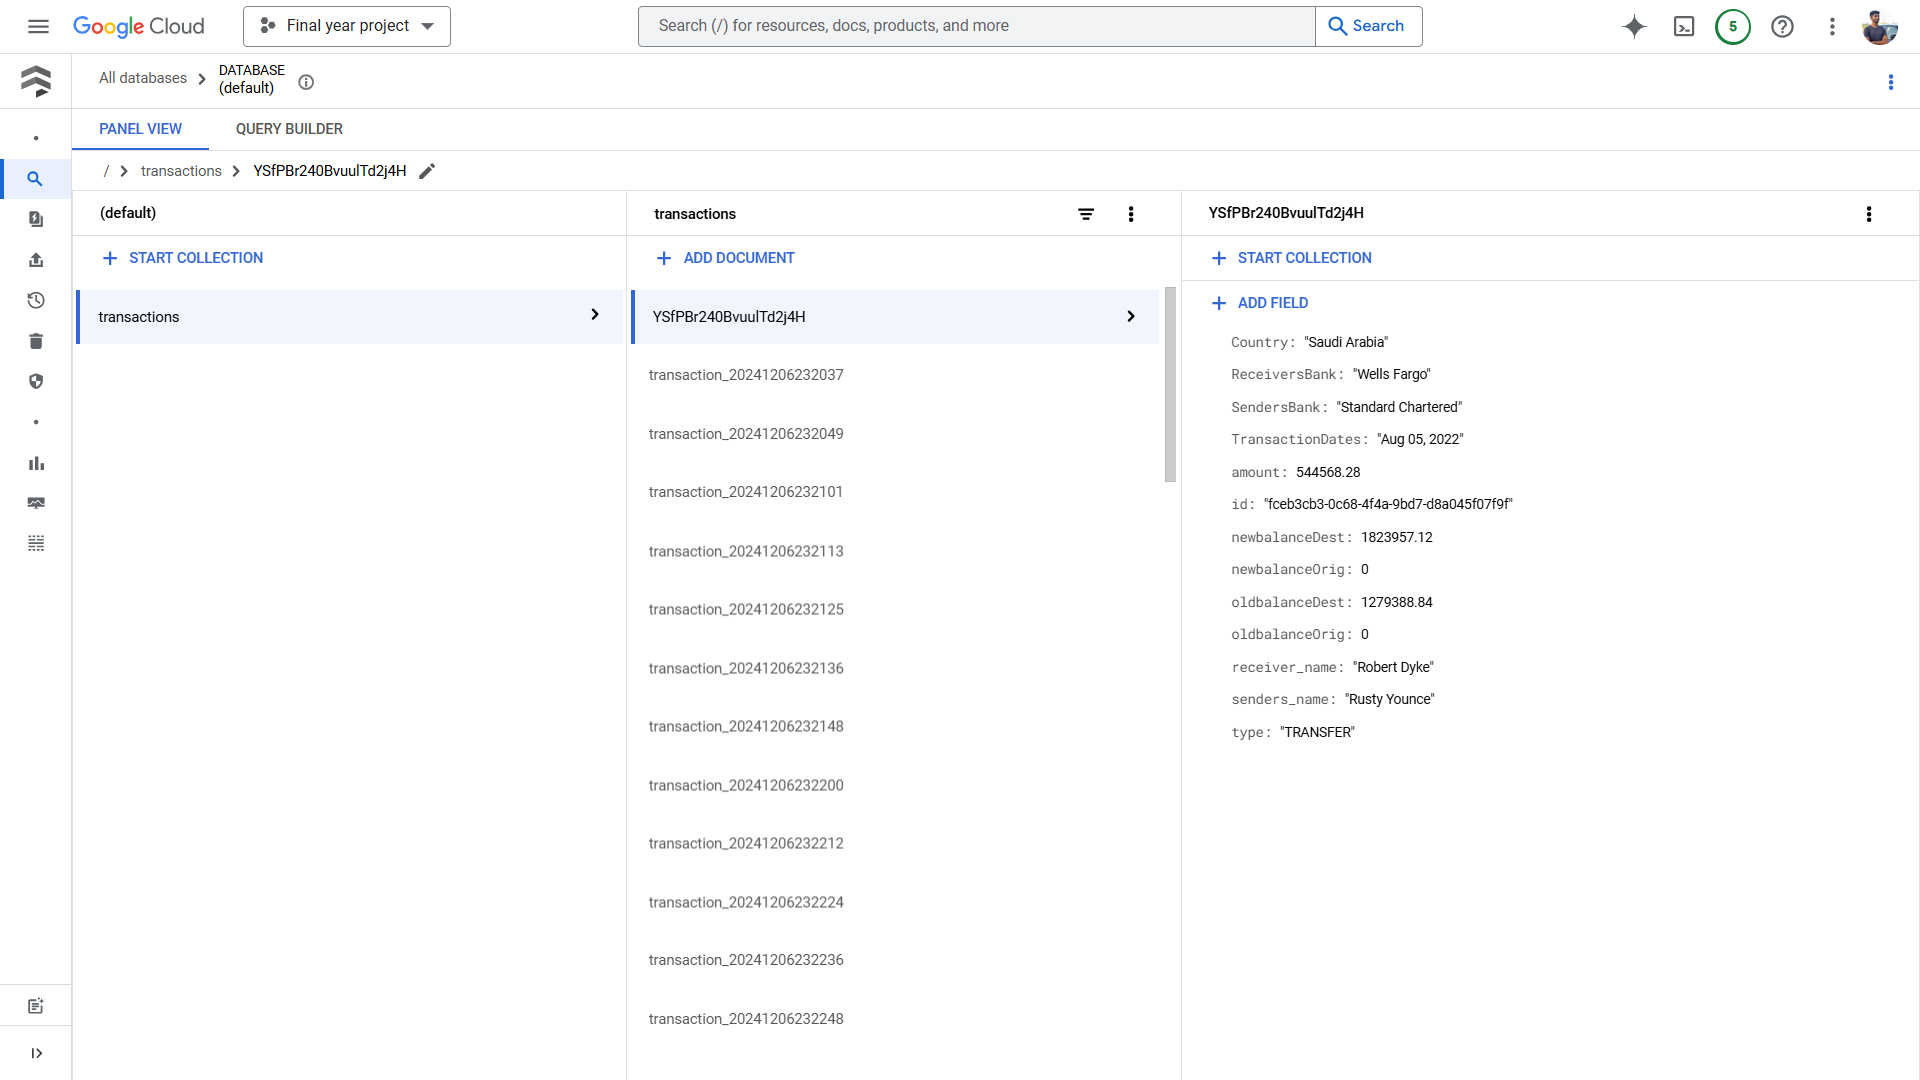 Google Cloud
Final year project
Search (/) for resources, docs, products, and more
Search
5
All databases
DATABASE
(default)
PANEL VIEW
QUERY BUILDER
/
transactions
YSfPBr240BvuulTd2j4H
(default)
START COLLECTION
transactions
transactions
ADD DOCUMENT
YSfPBr240BvuulTd2j4H
transaction_20241206232037
transaction_20241206232049
transaction_20241206232101
transaction_20241206232113
transaction_20241206232125
transaction_20241206232136
transaction_20241206232148
transaction_20241206232200
transaction_20241206232212
transaction_20241206232224
transaction_20241206232236
transaction_20241206232248
YSfPBr240BvuulTd2j4H
START COLLECTION
ADD FIELD
Country: "Saudi Arabia"
ReceiversBank: "Wells Fargo"
SendersBank: "Standard Chartered"
TransactionDates: "Aug 05, 2022"
amount: 544568.28
id: "fceb3cb3-0c68-4f4a-9bd7-d8a045f07f9f"
newbalanceDest: 1823957.12
newbalanceOrig: 0
oldbalanceDest: 1279388.84
oldbalanceOrig: 0
receiver_name: "Robert Dyke"
senders_name: "Rusty Younce"
type: "TRANSFER"